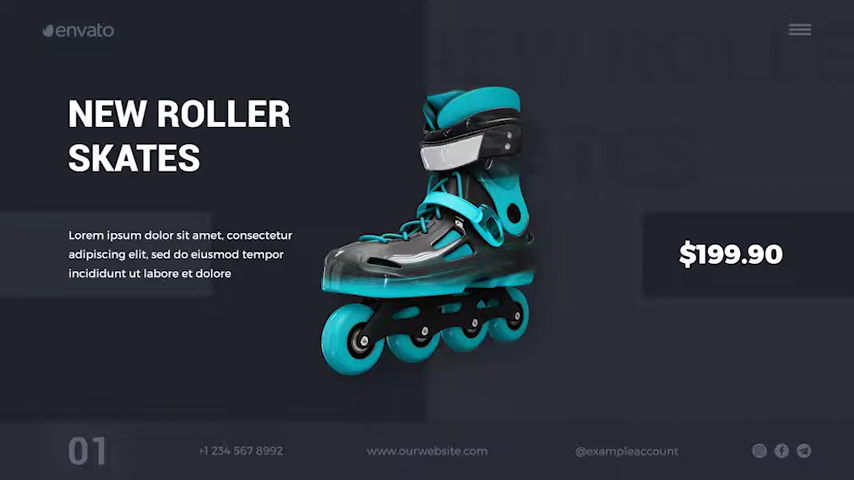 envato
NEW ROLLER
SKATES
Lorem ipsum dolor sit amet, consectetur
adipiscing elit, sed do eiusmod tempor
incididunt ut labore et dolore
$199.90
01
+1 234 567 8992
www.ourwebsite.com
@exampleaccount